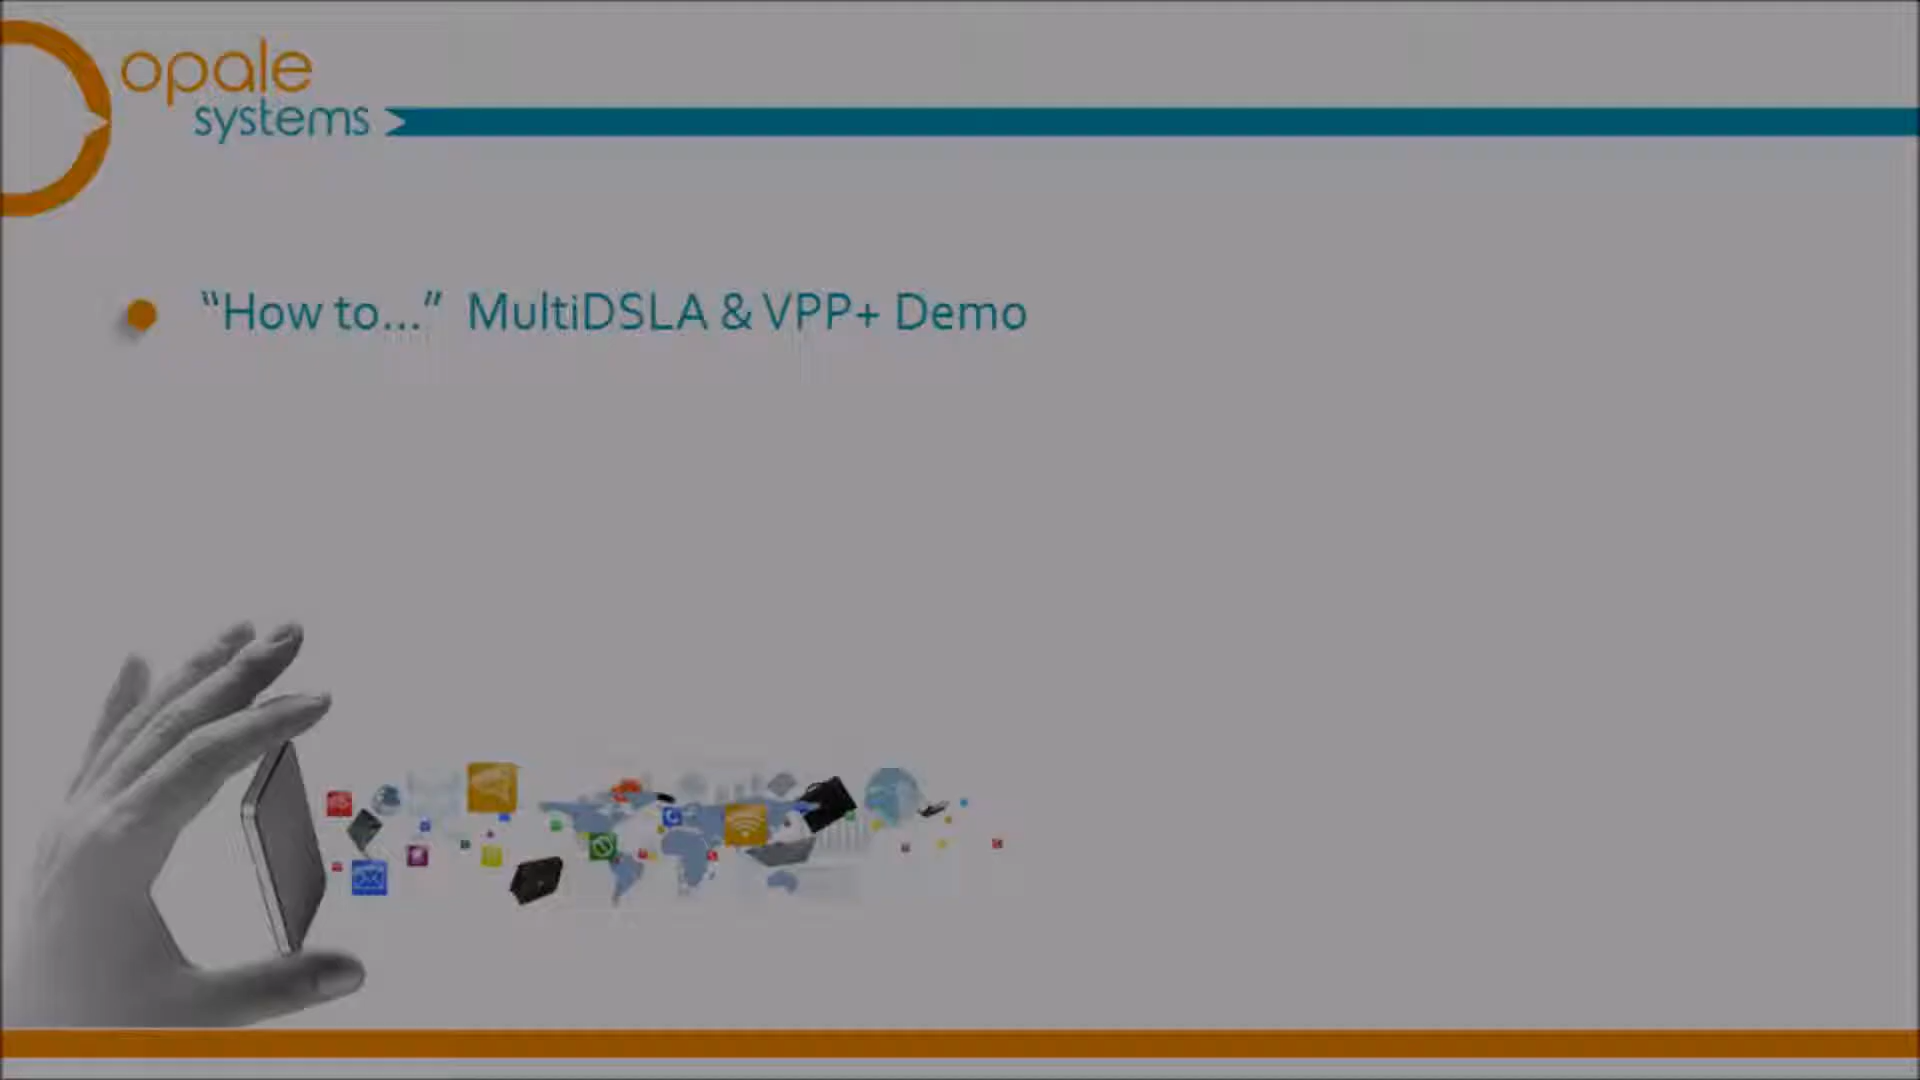 opale
systems
“How to...” MultiDSLA & VPP+ Demo